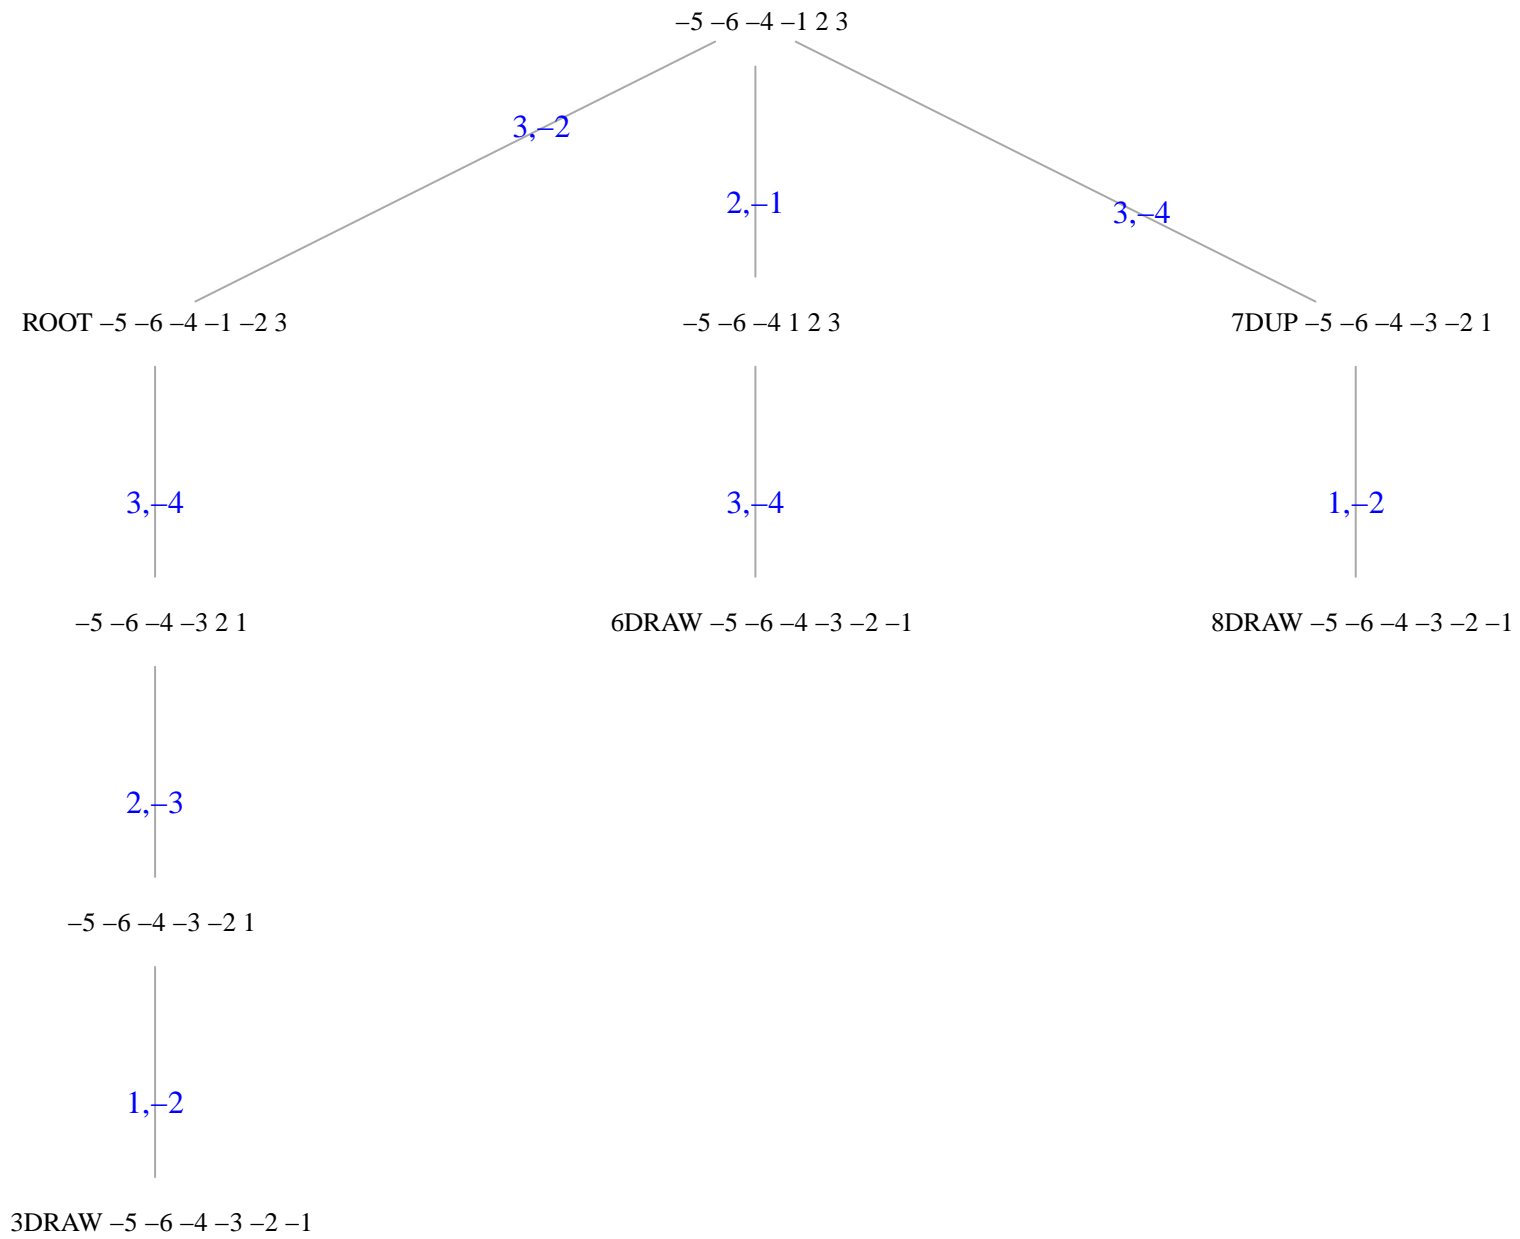 –5 –6 –4 –1 2 3
3,–2
2,–1
3,–4
ROOT –5 –6 –4 –1 –2 3
–5 –6 –4 1 2 3
7DUP –5 –6 –4 –3 –2 1
3,–4
3,–4
1,–2
–5 –6 –4 –3 2 1
6DRAW –5 –6 –4 –3 –2 –1
8DRAW –5 –6 –4 –3 –2 –1
2,–3
–5 –6 –4 –3 –2 1
1,–2
3DRAW –5 –6 –4 –3 –2 –1